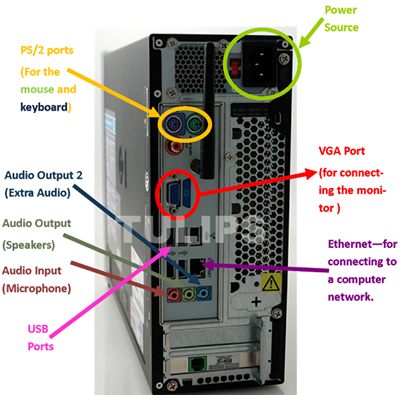 Power
Source
PS/2 ports
(For the
mouse and
keyboard)
VGA Port
(for connect-
ing the moni-
tor )
Audio Output 2
(Extra Audio)
TULIPS
Audio Output
(Speakers)
Ethernet—for
connecting to
a computer
network.
Audio Input
(Microphone)
USB
Ports